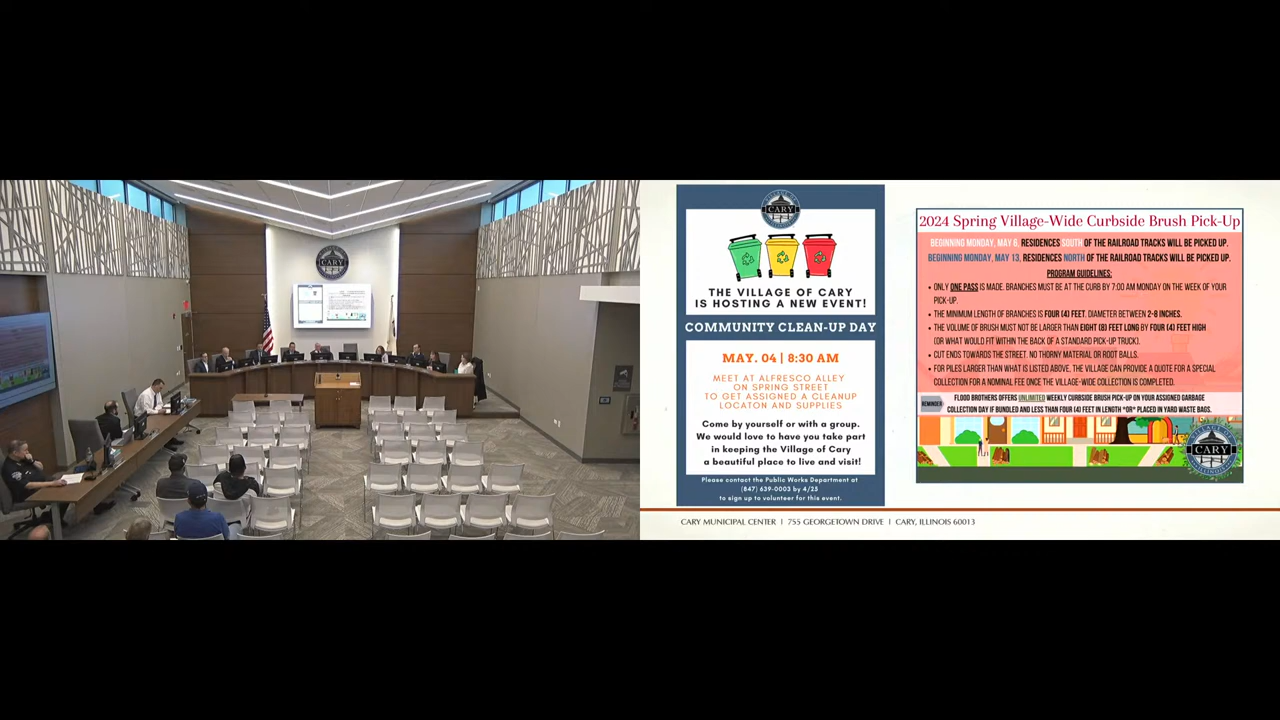 CARY
CARY
THE VILLAGE OF CARY
IS HOSTING A NEW EVENT!
COMMUNITY CLEAN-UP DAY
MAY. 04 | 8:30 AM
MEET AT ALFRESCO ALLEY
ON SPRING STREET
TO GET ASSIGNED A CLEANUP
LOCATON AND SUPPLIES
Come by yourself or with a group.
We would love to have you take part
in keeping the Village of Cary
a beautiful place to live and visit!
Please contact the Public Works Department at
(847) 639-0003 by 4/25
to sign up to volunteer for this event.
2024 Spring Village-Wide Curbside Brush Pick-Up
BEGINNING MONDAY, MAY 6, RESIDENCES SOUTH OF THE RAILROAD TRACKS WILL BE PICKED UP.
BEGINNING MONDAY, MAY 13, RESIDENCES NORTH OF THE RAILROAD TRACKS WILL BE PICKED UP.
PROGRAM GUIDELINES:
• ONLY ONE PASS IS MADE. BRANCHES MUST BE AT THE CURB BY 7:00 AM MONDAY ON THE WEEK OF YOUR
PICK-UP.
• THE MINIMUM LENGTH OF BRANCHES IS FOUR (4) FEET. DIAMETER BETWEEN 2-8 INCHES.
• THE VOLUME OF BRUSH MUST NOT BE LARGER THAN EIGHT (8) FEET LONG BY FOUR (4) FEET HIGH
(OR WHAT WOULD FIT WITHIN THE BACK OF A STANDARD PICK-UP TRUCK).
• CUT ENDS TOWARDS THE STREET. NO THORNY MATERIAL OR ROOT BALLS.
• FOR PILES LARGER THAN WHAT IS LISTED ABOVE, THE VILLAGE CAN PROVIDE A QUOTE FOR A SPECIAL
COLLECTION FOR A NOMINAL FEE ONCE THE VILLAGE-WIDE COLLECTION IS COMPLETED.
REMINDER
FLOOD BROTHERS OFFERS UNLIMITED WEEKLY CURBSIDE BRUSH PICK-UP ON YOUR ASSIGNED GARBAGE
COLLECTION DAY IF BUNDLED AND LESS THAN FOUR (4) FEET IN LENGTH *OR* PLACED IN YARD WASTE BAGS.
CARY
CARY MUNICIPAL CENTER | 755 GEORGETOWN DRIVE | CARY, ILLINOIS 60013